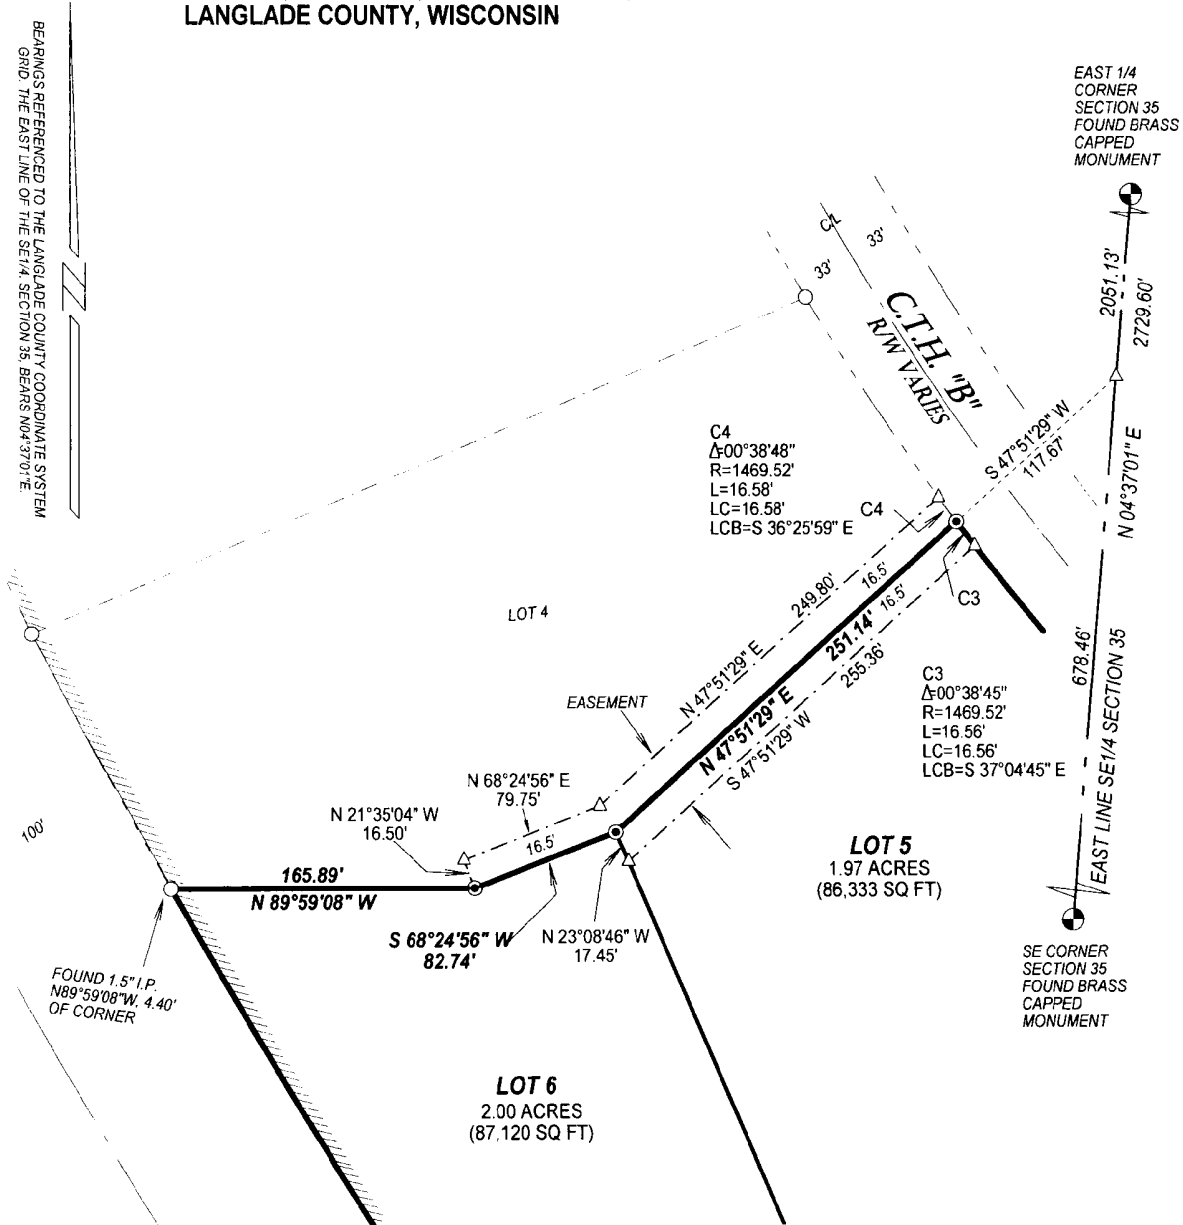 LANGLADE COUNTY, WISCONSIN
BEARINGS REFERENCED TO THE LANGLADE COUNTY COORDINATE SYSTEM
GRID. THE EAST LINE OF THE SE1/4, SECTION 35, BEARS N04°37'01"E.
EAST 1/4
CORNER
SECTION 35
FOUND BRASS
CAPPED
MONUMENT
C/L
33'
33'
C.T.H. "B"
R/W VARIES
2051.13'
2729.60'
S 47°51'29" W
117.67'
N 04°37'01" E
C4
Δ=00°38'48"
R=1469.52'
L=16.58'
LC=16.58'
LCB=S 36°25'59" E
C4
C3
LOT 4
249.80'
16.5'
16.5'
N 47°51'29" E
251.14'
255.36'
N 47°51'29" E
S 47°51'29" W
EASEMENT
678.46'
EAST LINE SE1/4 SECTION 35
C3
Δ=00°38'45"
R=1469.52'
L=16.56'
LC=16.56'
LCB=S 37°04'45" E
N 68°24'56" E
79.75'
N 21°35'04" W
16.50'
16.5'
100'
165.89'
N 89°59'08" W
S 68°24'56" W
82.74'
N 23°08'46" W
17.45'
LOT 5
1.97 ACRES
(86,333 SQ FT)
FOUND 1.5" I.P.
N89°59'08"W, 4.40'
OF CORNER
SE CORNER
SECTION 35
FOUND BRASS
CAPPED
MONUMENT
LOT 6
2.00 ACRES
(87,120 SQ FT)